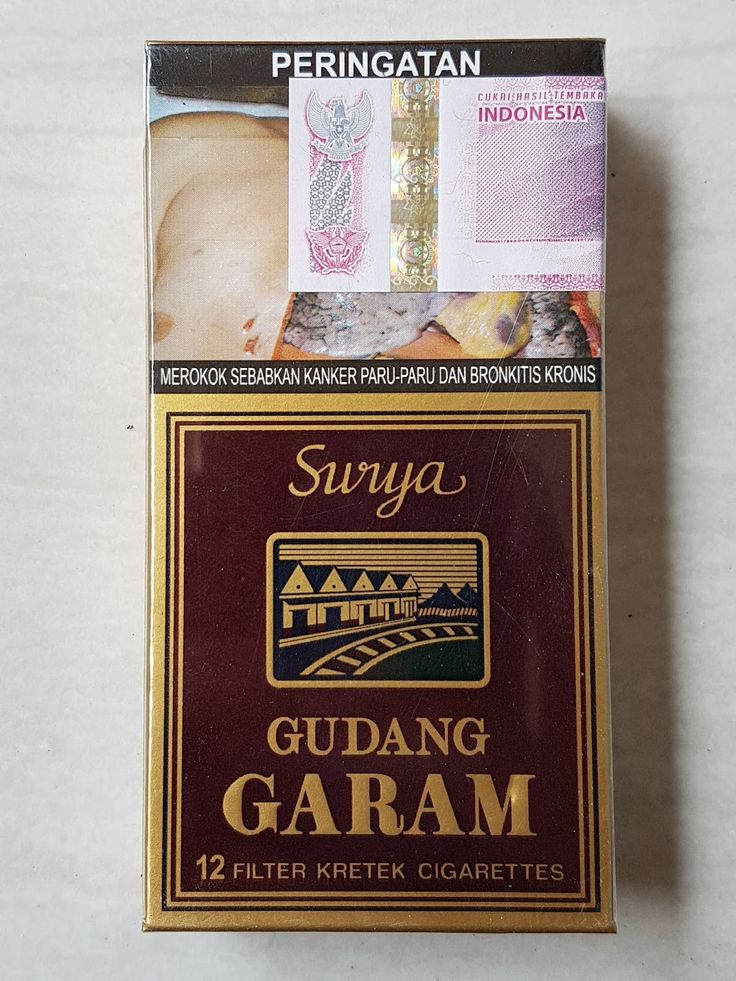 PERINGATAN
CUKAI HASIL TEMBAKA
INDONESIA
MEROKOK SEBABKAN KANKER PARU-PARU DAN BRONKITIS KRONIS
Surya
GUDANG
GARAM
12 FILTER KRETEK CIGARETTES